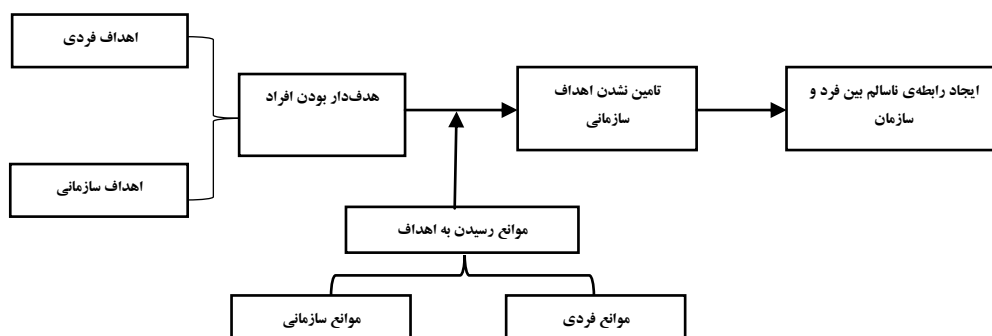 اهداف فردی
هدف‌دار بودن افراد
تامین نشدن اهداف
سازمانی
ایجاد رابطه‌ی ناسالم بین فرد و
سازمان
اهداف سازمانی
موانع رسیدن به اهداف
موانع فردی
موانع سازمانی